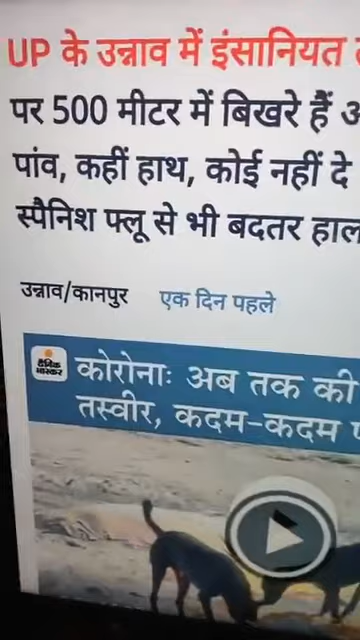 UP के उन्नाव में इंसानियत
पर 500 मीटर में बिखरे हैं
पांव, कहीं हाथ, कोई नहीं दे
स्पैनिश फ्लू से भी बदतर हाल
उन्नाव/कानपुर एक दिन पहले
दैनिक
भास्कर
कोरोनाः अब तक की
तस्वीर, कदम-कदम